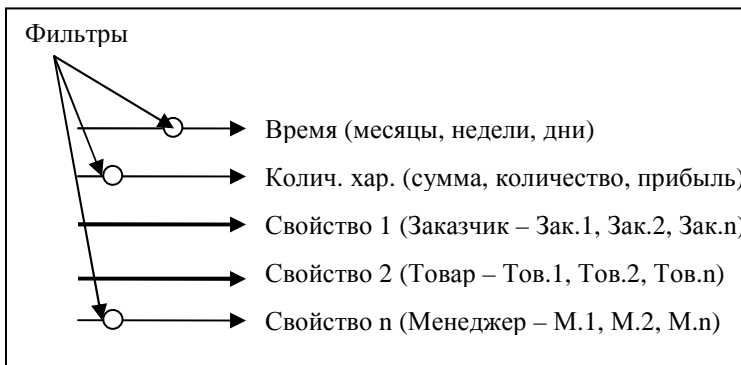 Фильтры
Время (месяцы, недели, дни)
Колич. хар. (сумма, количество, прибыль)
Свойство 1 (Заказчик – Зак.1, Зак.2, Зак.n)
Свойство 2 (Товар – Тов.1, Тов.2, Тов.n)
Свойство n (Менеджер – М.1, М.2, М.n)